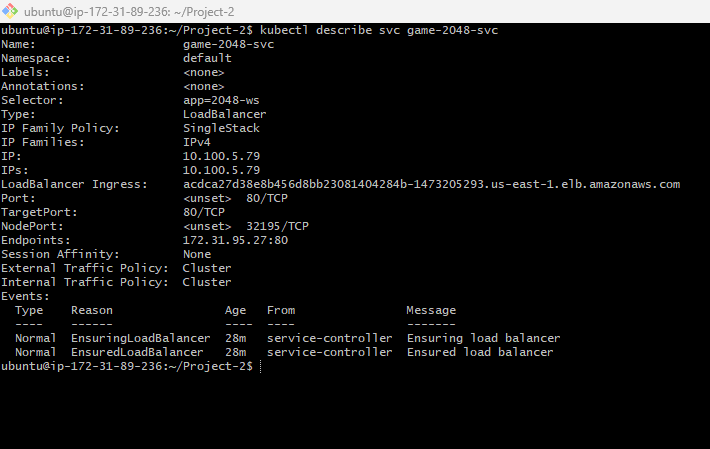 ubuntu@ip-172-31-89-236: ~/Project-2
ubuntu@ip-172-31-89-236:~/Project-2$ kubectl describe svc game-2048-svc
Name:                     game-2048-svc
Namespace:                default
Labels:                   <none>
Annotations:              <none>
Selector:                 app=2048-ws
Type:                     LoadBalancer
IP Family Policy:         SingleStack
IP Families:              IPv4
IP:                       10.100.5.79
IPs:                      10.100.5.79
LoadBalancer Ingress:     acdca27d38e8b456d8bb23081404284b-1473205293.us-east-1.elb.amazonaws.com
Port:                     <unset>  80/TCP
TargetPort:               80/TCP
NodePort:                 <unset>  32195/TCP
Endpoints:                172.31.95.27:80
Session Affinity:         None
External Traffic Policy:  Cluster
Internal Traffic Policy:  Cluster
Events:
  Type    Reason                Age   From                Message
  ----    ------                ----  ----                -------
  Normal  EnsuringLoadBalancer  28m   service-controller  Ensuring load balancer
  Normal  EnsuredLoadBalancer   28m   service-controller  Ensured load balancer
ubuntu@ip-172-31-89-236:~/Project-2$